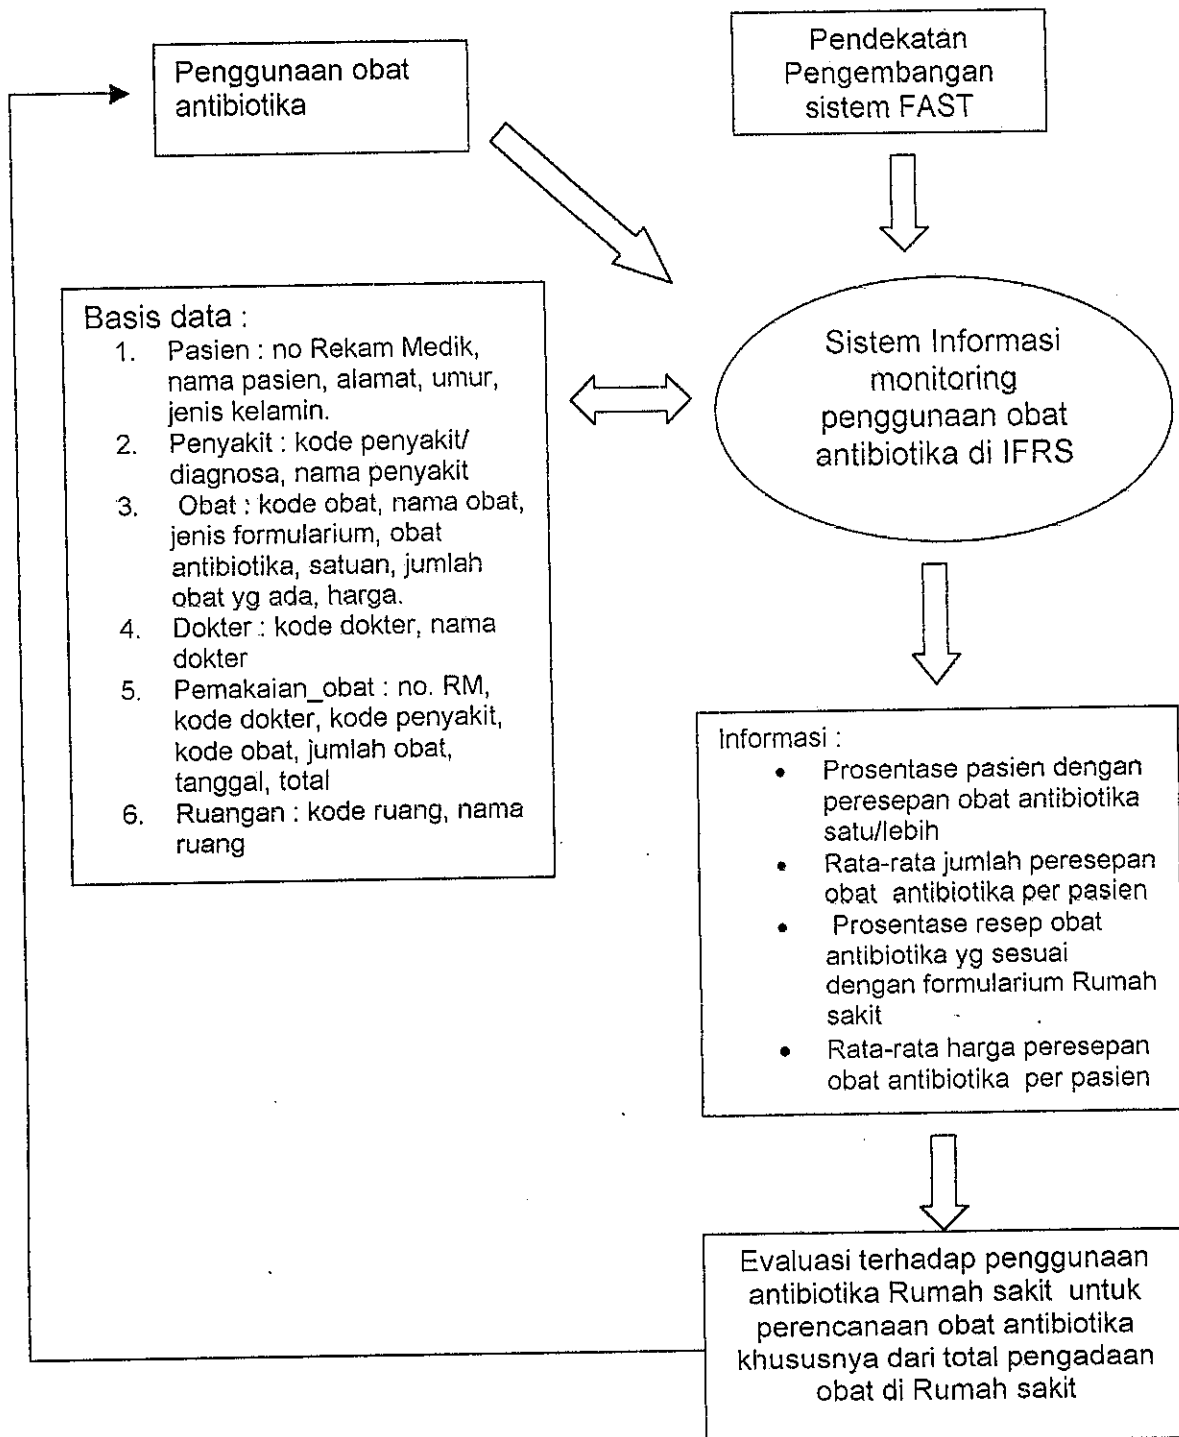 Penggunaan obat
antibiotika
Pendekatan
Pengembangan
sistem FAST
Basis data :
1. Pasien : no Rekam Medik,
nama pasien, alamat, umur,
jenis kelamin.
2. Penyakit : kode penyakit/
diagnosa, nama penyakit
3. Obat : kode obat, nama obat,
jenis formularium, obat
antibiotika, satuan, jumlah
obat yg ada, harga.
4. Dokter : kode dokter, nama
dokter
5. Pemakaian_obat : no. RM,
kode dokter, kode penyakit,
kode obat, jumlah obat,
tanggal, total
6. Ruangan : kode ruang, nama
ruang
Sistem Informasi
monitoring
penggunaan obat
antibiotika di IFRS
Informasi :
• Prosentase pasien dengan
peresepan obat antibiotika
satu/lebih
• Rata-rata jumlah peresepan
obat antibiotika per pasien
• Prosentase resep obat
antibiotika yg sesuai
dengan formularium Rumah
sakit
• Rata-rata harga peresepan
obat antibiotika per pasien
Evaluasi terhadap penggunaan
antibiotika Rumah sakit untuk
perencanaan obat antibiotika
khususnya dari total pengadaan
obat di Rumah sakit